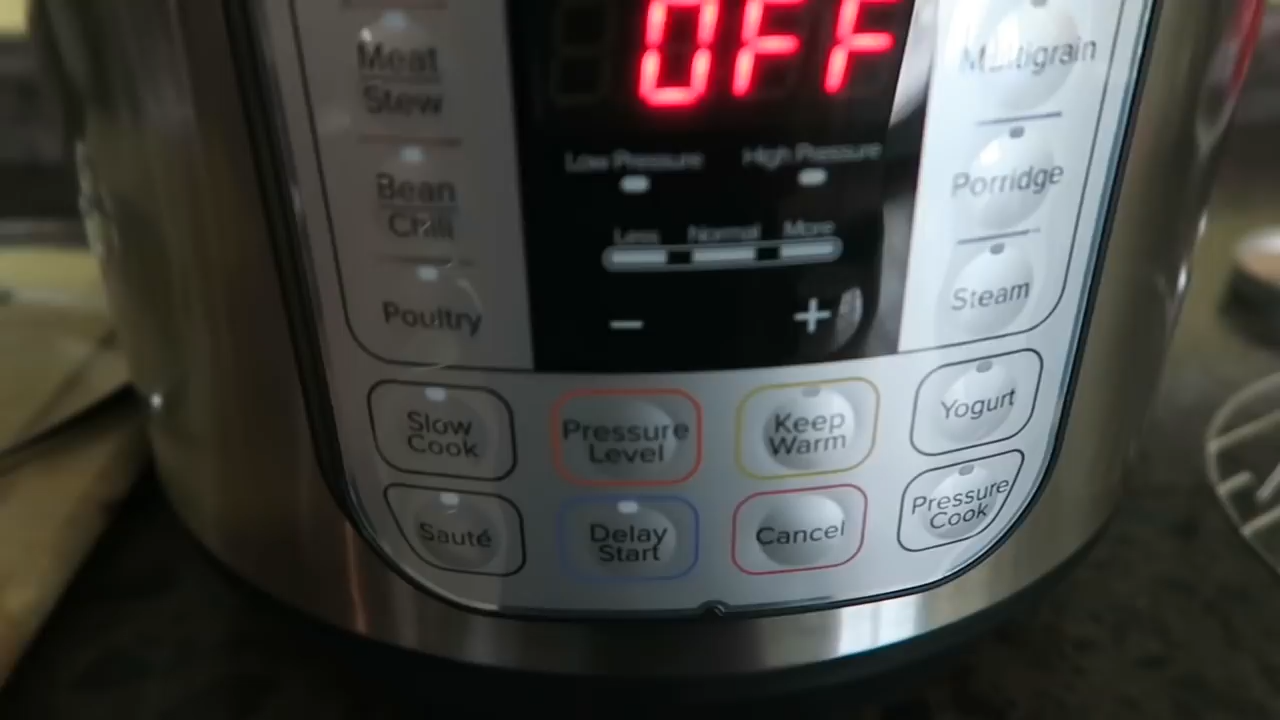 OFF
Meat
Stew
Bean
Chili
Poultry
Low Pressure
High Pressure
Less
Normal
More
-
+
Multigrain
Porridge
Steam
Slow
Cook
Pressure
Level
Keep
Warm
Yogurt
Sauté
Delay
Start
Cancel
Pressure
Cook